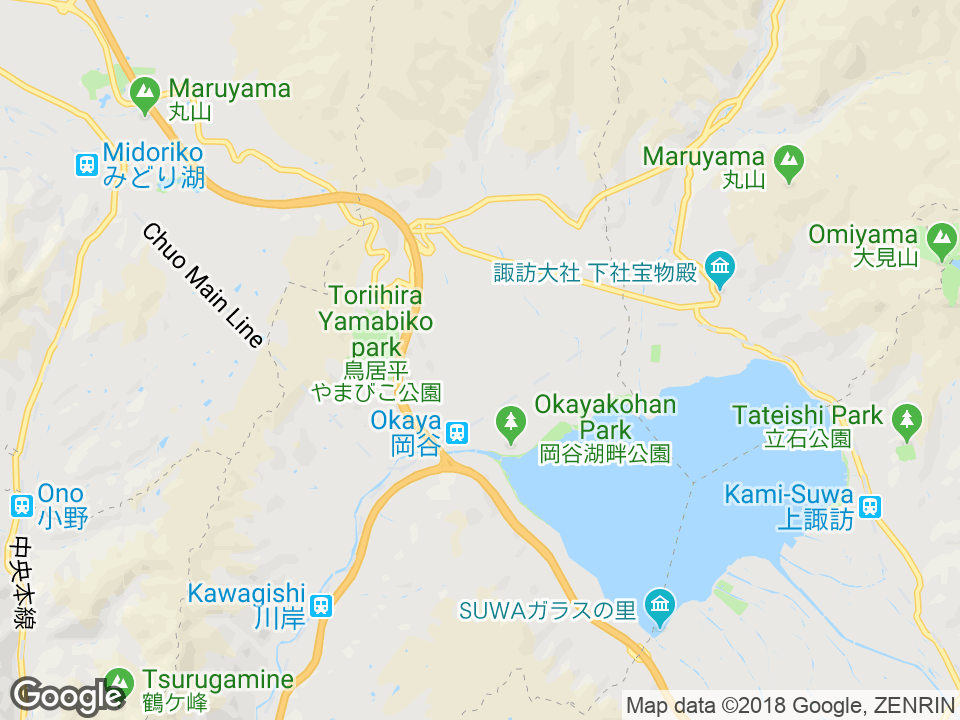 Maruyama
丸山
Midoriko
みどり湖
Maruyama
丸山
Omiyama
大見山
Chuo Main Line
諏訪大社 下社宝物殿
Toriihira
Yamabiko
park
鳥居平
やまびこ公園
Okaya
岡谷
Okayakohan
Park
岡谷湖畔公園
Tateishi Park
立石公園
Kami-Suwa
上諏訪
Ono
小野
中央本線
Kawagishi
川岸
SUWAガラスの里
Tsurugamine
鶴ケ峰
Google
Map data ©2018 Google, ZENRIN